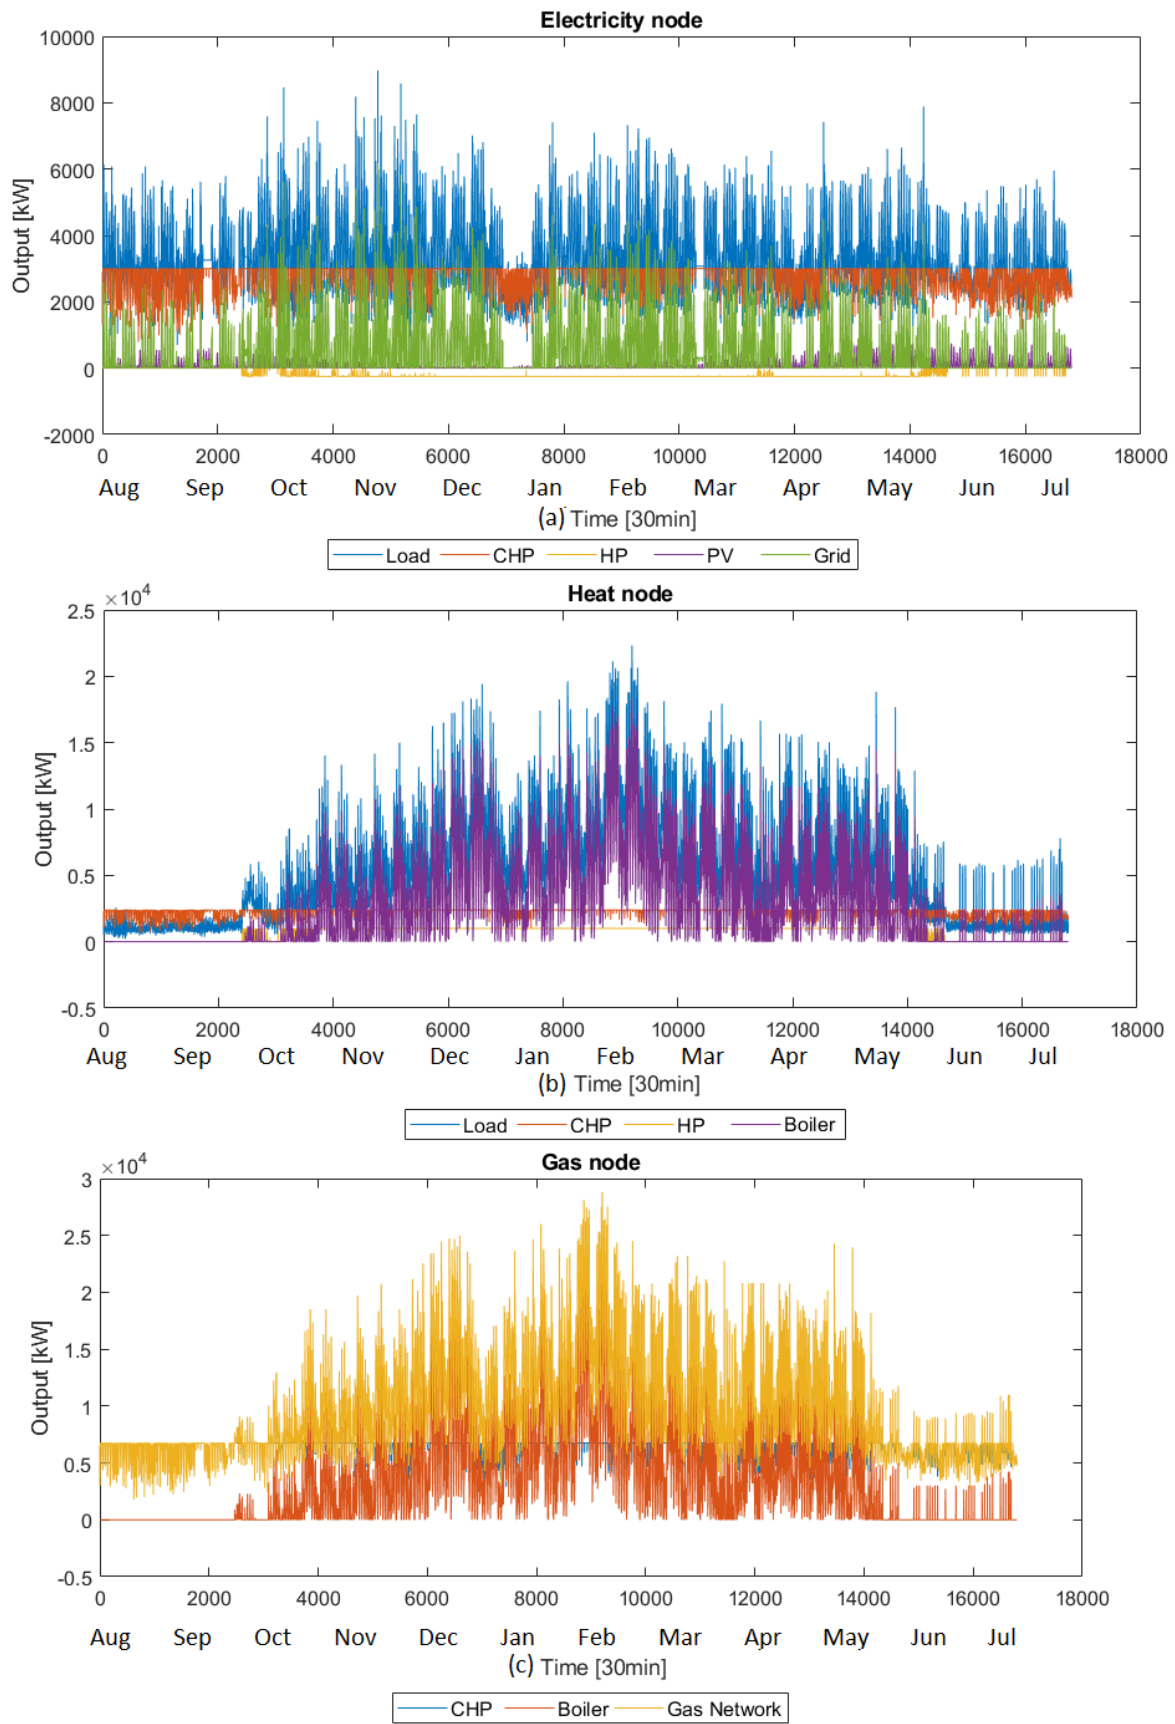 Electricity node
10000
8000
6000
4000
2000
0
-2000
Output [kW]
0 2000 4000 6000 8000 10000 12000 14000 16000 18000
Aug Sep Oct Nov Dec Jan Feb Mar Apr May Jun Jul
(a) Time [30min]
Load CHP HP PV Grid
Heat node
×10^4
2.5
2
1.5
1
0.5
0
-0.5
Output [kW]
0 2000 4000 6000 8000 10000 12000 14000 16000 18000
Aug Sep Oct Nov Dec Jan Feb Mar Apr May Jun Jul
(b) Time [30min]
Load CHP HP Boiler
Gas node
×10^4
3
2.5
2
1.5
1
0.5
0
-0.5
Output [kW]
0 2000 4000 6000 8000 10000 12000 14000 16000 18000
Aug Sep Oct Nov Dec Jan Feb Mar Apr May Jun Jul
(c) Time [30min]
CHP Boiler Gas Network